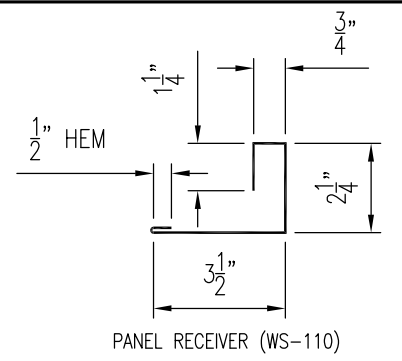 3/4"
1 1/4"
1/2" HEM
2 1/4"
3 1/2"
PANEL RECEIVER (WS-110)